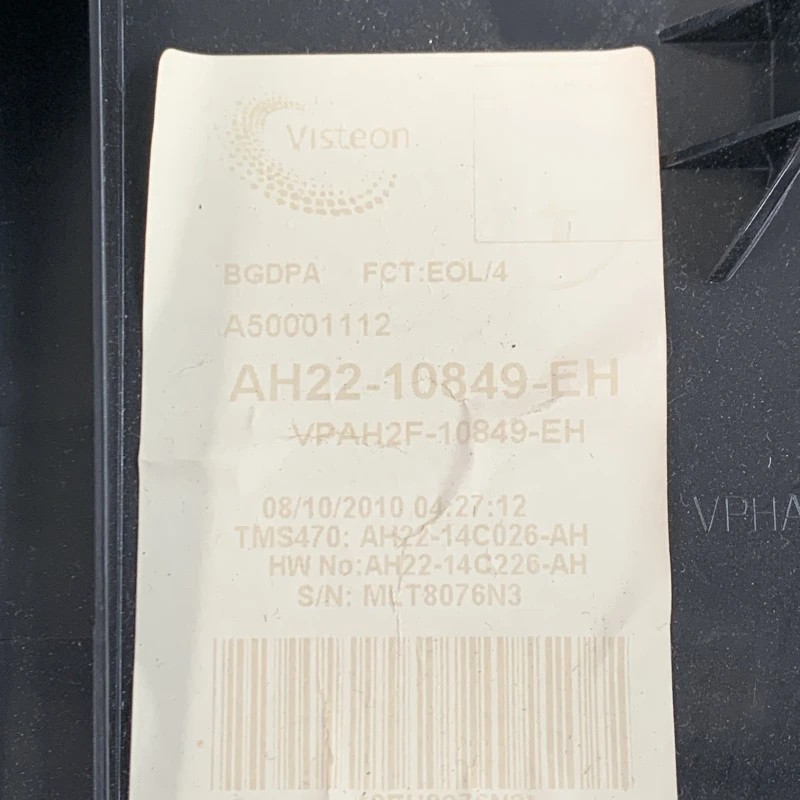 Visteon
BGDPA FCT:EOL/4
A50001112
AH22-10849-EH
VPAH2F-10849-EH
08/10/2010 04:27:12
TMS470: AH22-14C026-AH
HW No:AH22-14C226-AH
S/N: MLT8076N3
VPHA